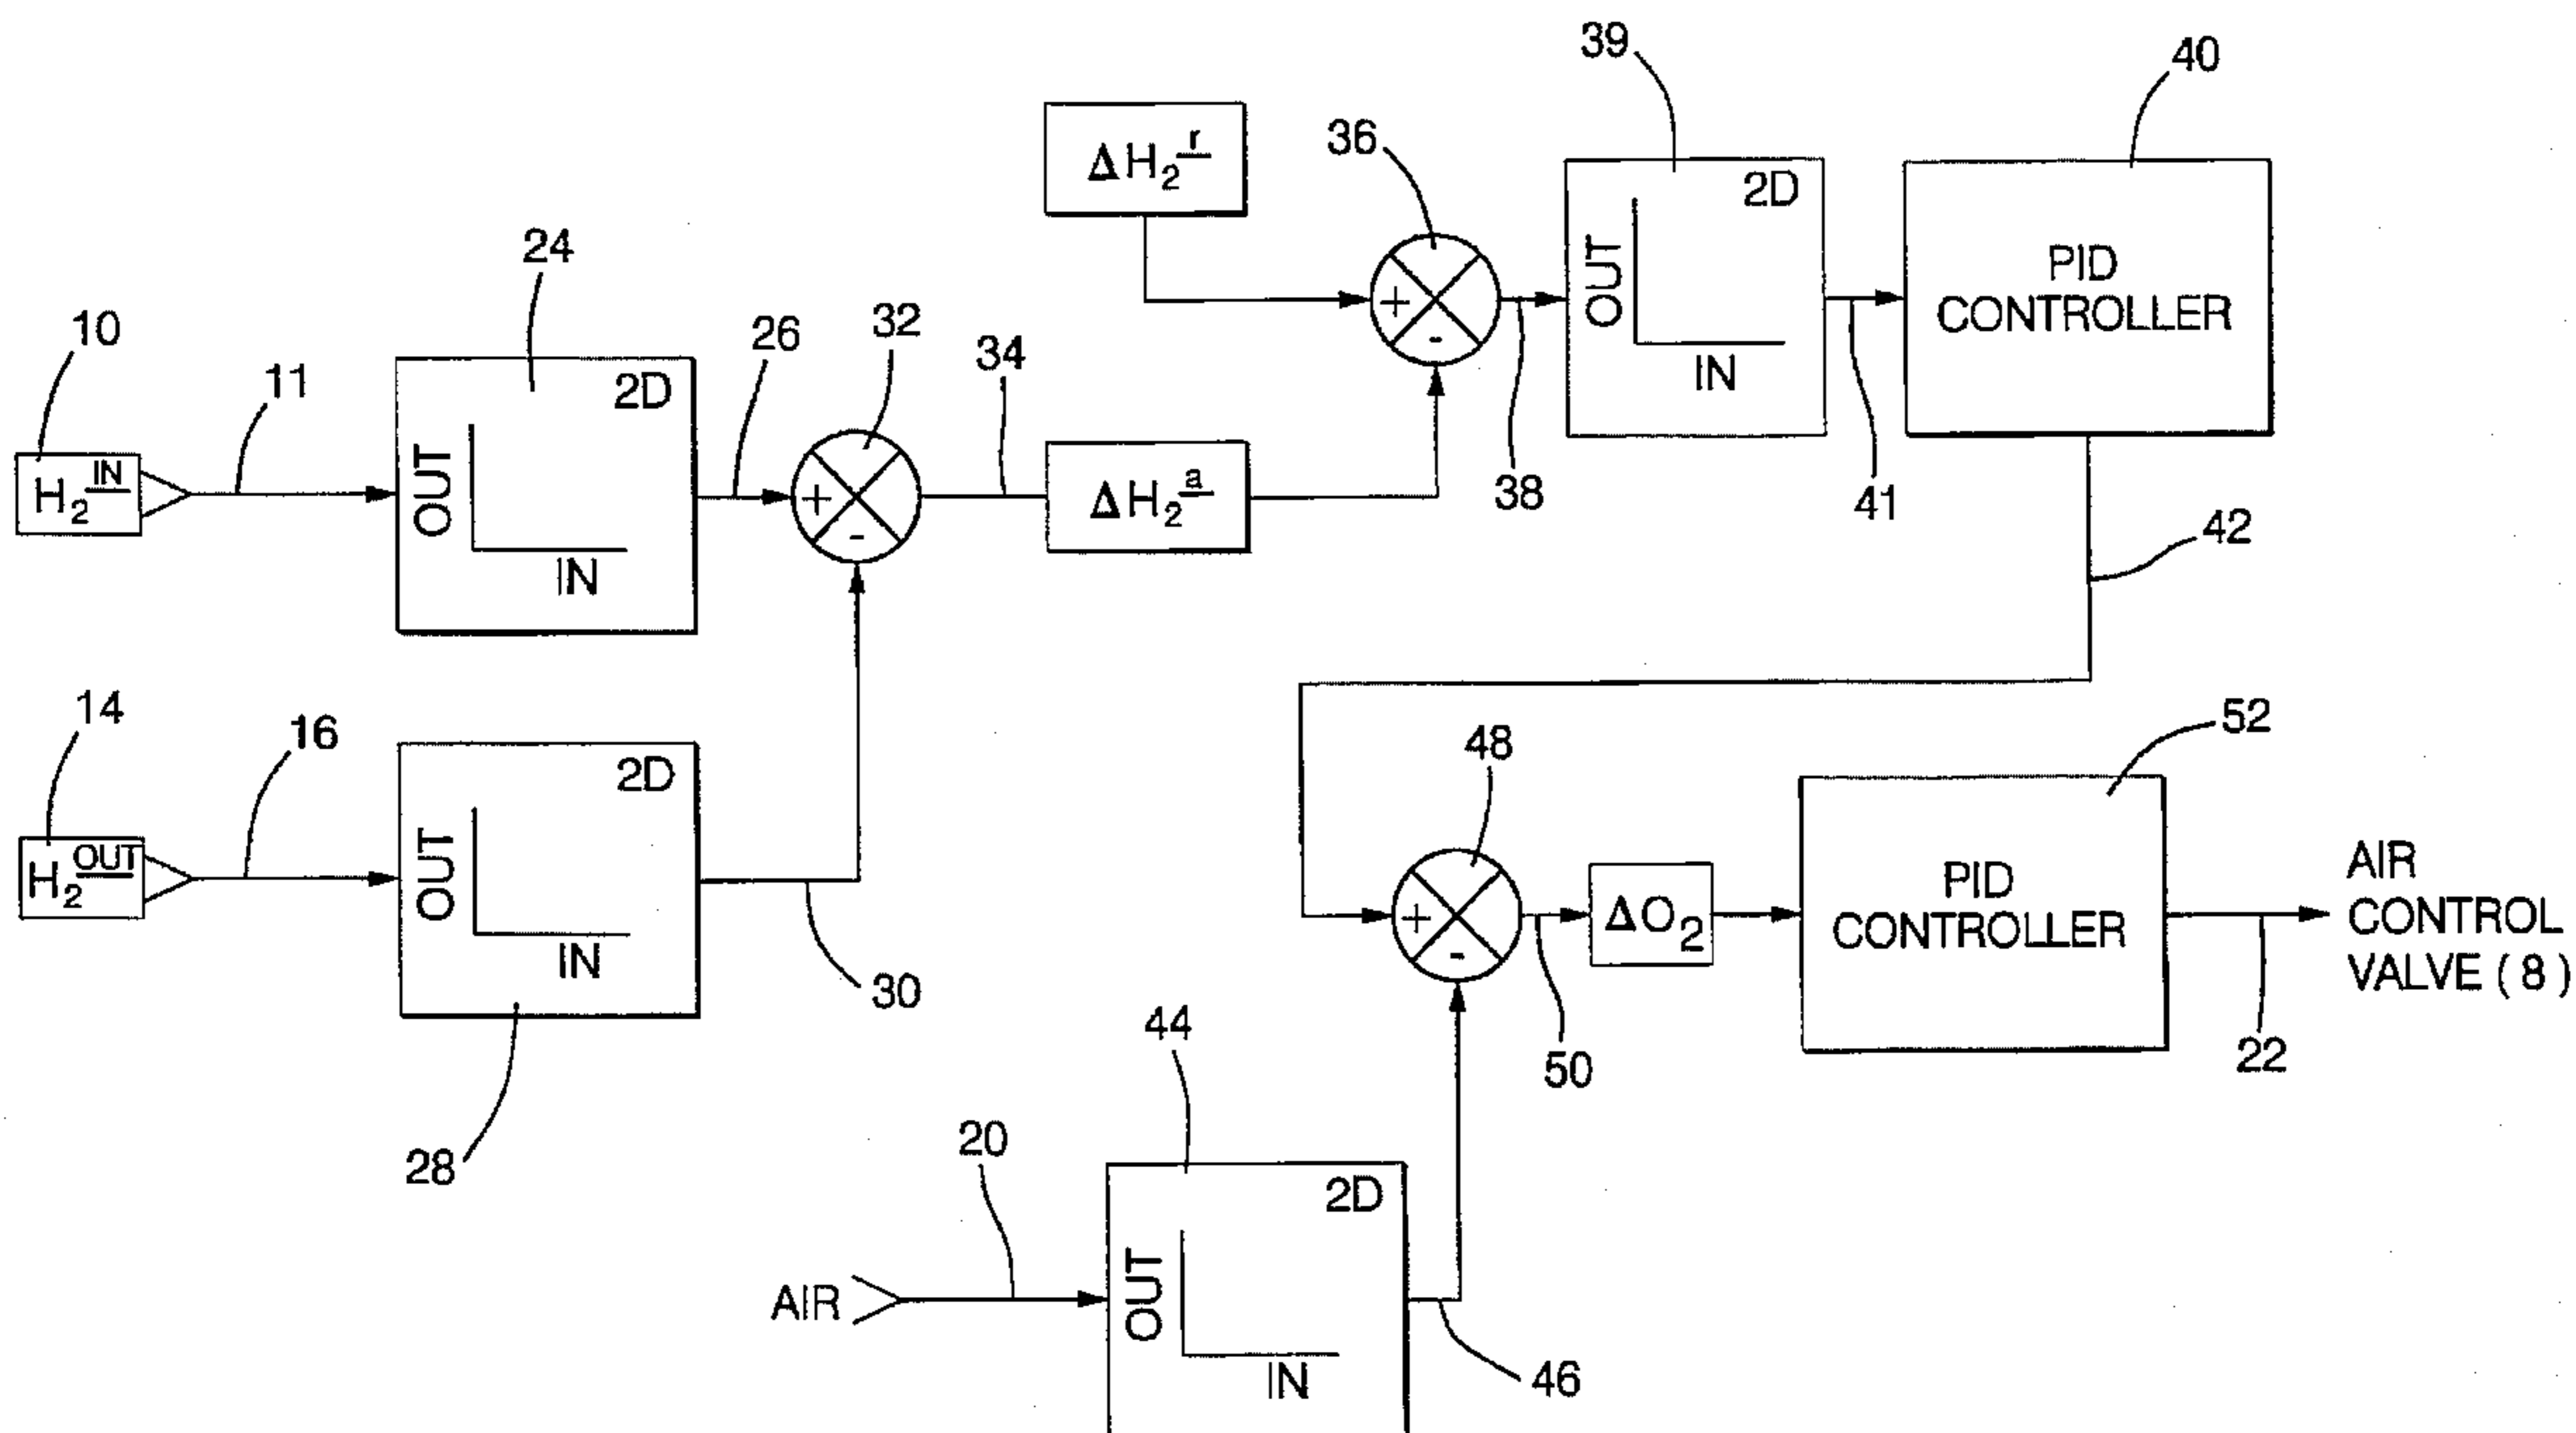 39
40
ΔH₂ʳ
36
2D
OUT
IN
PID
CONTROLLER
24
10
11
26
32
34
38
41
H₂ᴵᴺ
2D
OUT
IN
+
-
ΔH₂ᵃ
+
-
42
14
16
2D
OUT
IN
H₂ᴼᵁᵀ
28
30
48
52
+
-
50
ΔO₂
PID
CONTROLLER
22
AIR
CONTROL
VALVE ( 8 )
44
20
AIR
2D
OUT
IN
46